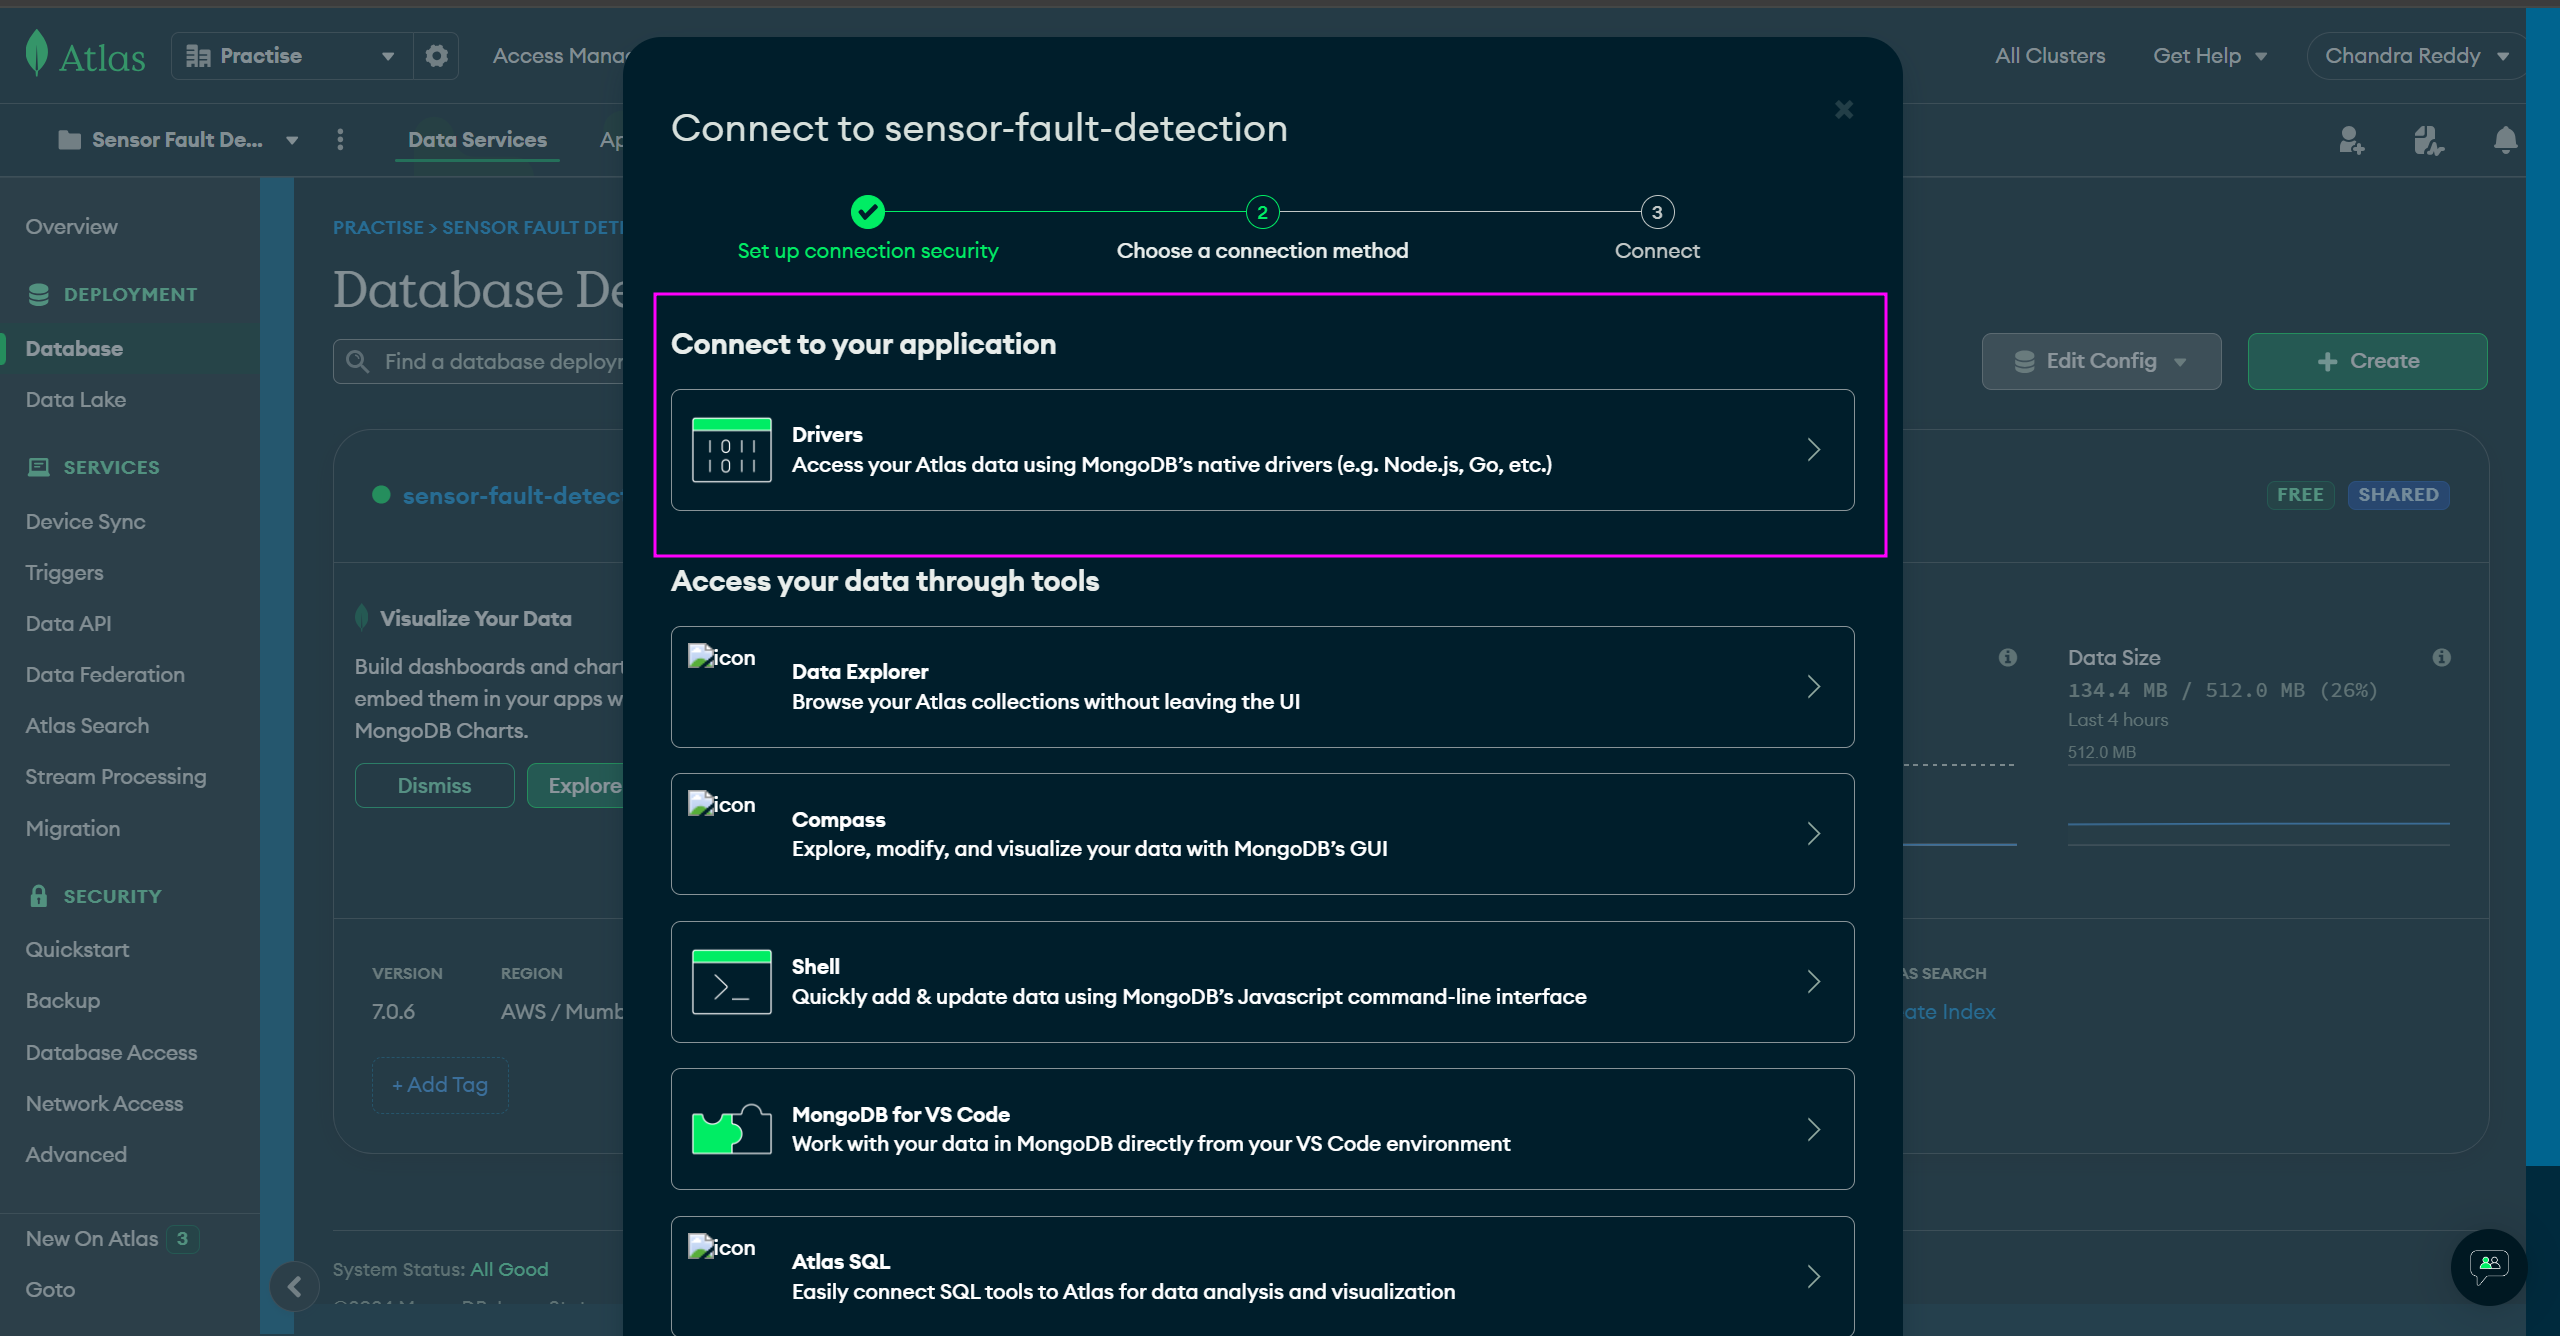 Atlas
Practise
Access Mana
All Clusters
Get Help
Chandra Reddy
Sensor Fault De...
Data Services
Ap
Overview
DEPLOYMENT
Database
Data Lake
SERVICES
Device Sync
Triggers
Data API
Data Federation
Atlas Search
Stream Processing
Migration
SECURITY
Quickstart
Backup
Database Access
Network Access
Advanced
New On Atlas 3
Goto
PRACTISE > SENSOR FAULT DETE
Database De
Find a database deploym
Edit Config
+ Create
sensor-fault-detect
FREE
SHARED
Visualize Your Data
Build dashboards and chart
embed them in your apps w
MongoDB Charts.
Dismiss
Explore
Data Size
134.4 MB / 512.0 MB (26%)
Last 4 hours
512.0 MB
VERSION
REGION
7.0.6
AWS / Mumb
AS SEARCH
ate Index
+ Add Tag
System Status: All Good
Connect to sensor-fault-detection
2
3
Set up connection security
Choose a connection method
Connect
Connect to your application
Drivers
Access your Atlas data using MongoDB's native drivers (e.g. Node.js, Go, etc.)
Access your data through tools
icon
Data Explorer
Browse your Atlas collections without leaving the UI
icon
Compass
Explore, modify, and visualize your data with MongoDB's GUI
Shell
Quickly add & update data using MongoDB's Javascript command-line interface
MongoDB for VS Code
Work with your data in MongoDB directly from your VS Code environment
icon
Atlas SQL
Easily connect SQL tools to Atlas for data analysis and visualization